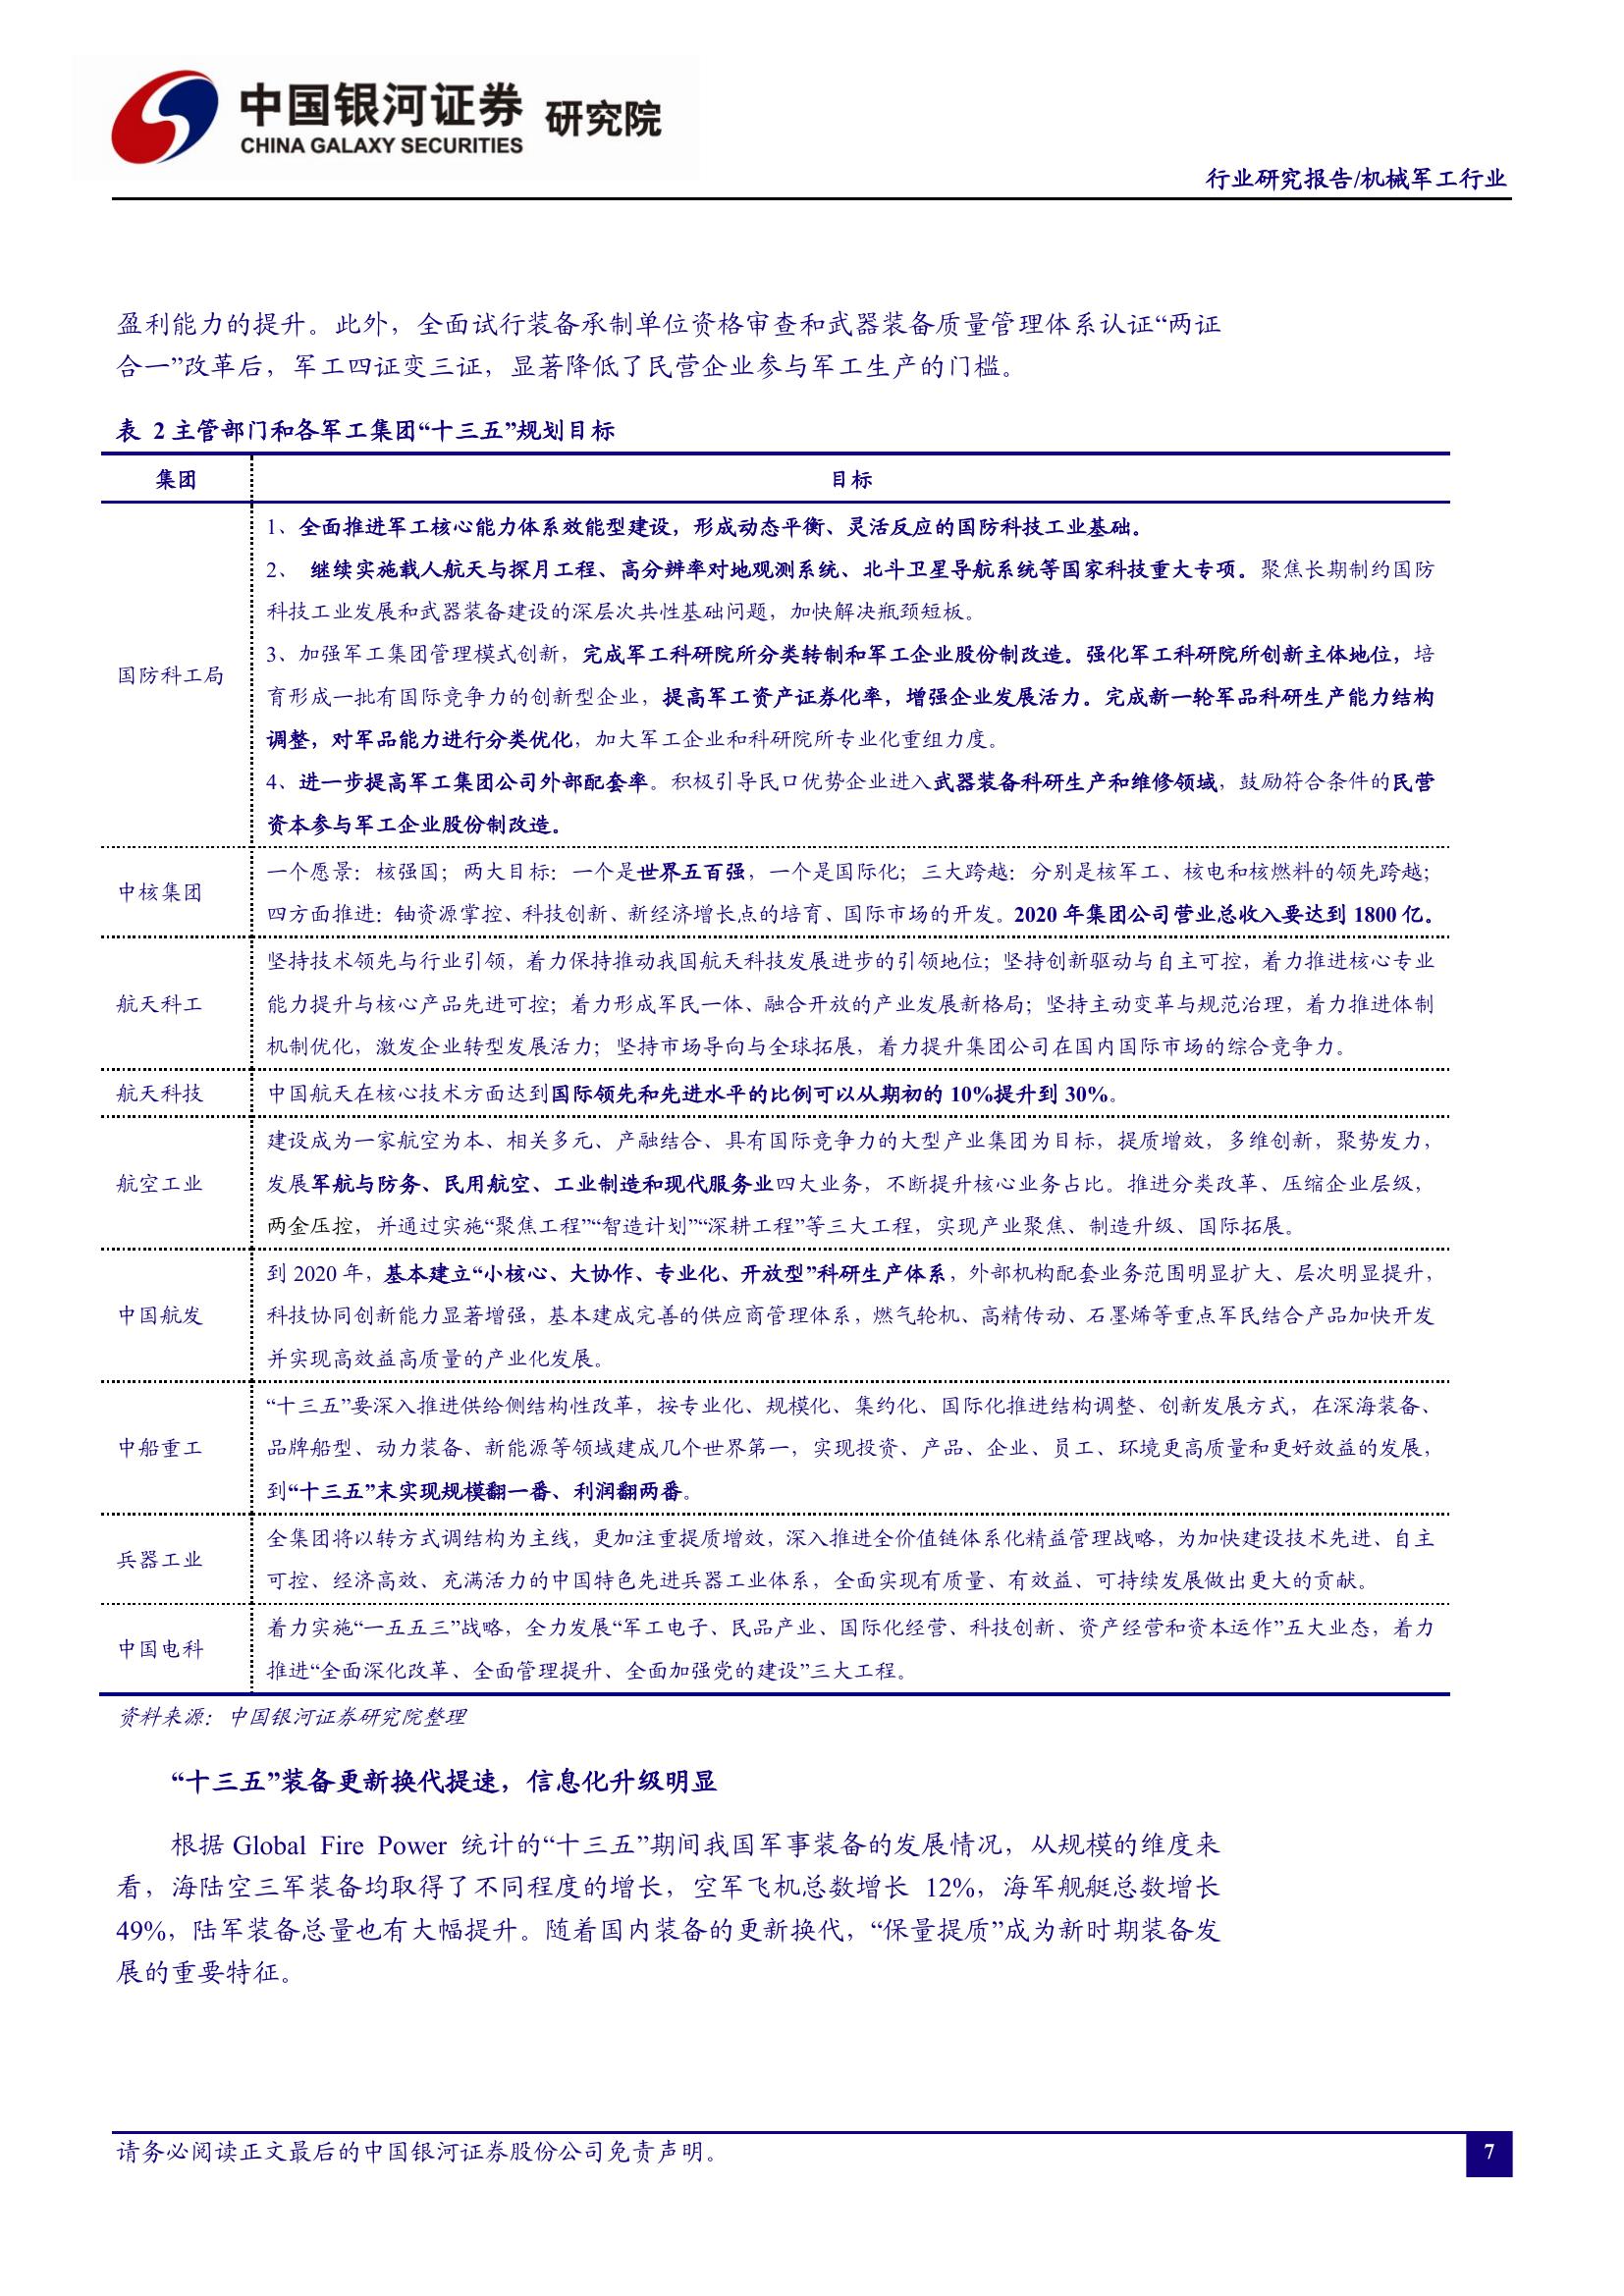 中国银河证券 研究院
CHINA GALAXY SECURITIES
行业研究报告/机械军工行业
盈利能力的提升。此外，全面试行装备承制单位资格审查和武器装备质量管理体系认证“两证
合一”改革后，军工四证变三证，显著降低了民营企业参与军工生产的门槛。
表 2 主管部门和各军工集团“十三五”规划目标
集团 目标
国防科工局
1、全面推进军工核心能力体系效能型建设，形成动态平衡、灵活反应的国防科技工业基础。
2、 继续实施载人航天与探月工程、高分辨率对地观测系统、北斗卫星导航系统等国家科技重大专项。聚焦长期制约国防
科技工业发展和武器装备建设的深层次共性基础问题，加快解决瓶颈短板。
3、加强军工集团管理模式创新，完成军工科研院所分类转制和军工企业股份制改造。强化军工科研院所创新主体地位，培
育形成一批有国际竞争力的创新型企业，提高军工资产证券化率，增强企业发展活力。完成新一轮军品科研生产能力结构
调整，对军品能力进行分类优化，加大军工企业和科研院所专业化重组力度。
4、进一步提高军工集团公司外部配套率。积极引导民口优势企业进入武器装备科研生产和维修领域，鼓励符合条件的民营
资本参与军工企业股份制改造。
中核集团
一个愿景：核强国；两大目标：一个是世界五百强，一个是国际化；三大跨越：分别是核军工、核电和核燃料的领先跨越；
四方面推进：铀资源掌控、科技创新、新经济增长点的培育、国际市场的开发。2020 年集团公司营业总收入要达到 1800 亿。
航天科工
坚持技术领先与行业引领，着力保持推动我国航天科技发展进步的引领地位；坚持创新驱动与自主可控，着力推进核心专业
能力提升与核心产品先进可控；着力形成军民一体、融合开放的产业发展新格局；坚持主动变革与规范治理，着力推进体制
机制优化，激发企业转型发展活力；坚持市场导向与全球拓展，着力提升集团公司在国内国际市场的综合竞争力。
航天科技
中国航天在核心技术方面达到国际领先和先进水平的比例可以从期初的 10%提升到 30%。
航空工业
建设成为一家航空为本、相关多元、产融结合、具有国际竞争力的大型产业集团为目标，提质增效，多维创新，聚势发力，
发展军航与防务、民用航空、工业制造和现代服务业四大业务，不断提升核心业务占比。推进分类改革、压缩企业层级，
两金压控，并通过实施“聚焦工程”“智造计划”“深耕工程”等三大工程，实现产业聚焦、制造升级、国际拓展。
中国航发
到 2020 年，基本建立“小核心、大协作、专业化、开放型”科研生产体系，外部机构配套业务范围明显扩大、层次明显提升，
科技协同创新能力显著增强，基本建成完善的供应商管理体系，燃气轮机、高精传动、石墨烯等重点军民结合产品加快开发
并实现高效益高质量的产业化发展。
中船重工
“十三五”要深入推进供给侧结构性改革，按专业化、规模化、集约化、国际化推进结构调整、创新发展方式，在深海装备、
品牌船型、动力装备、新能源等领域建成几个世界第一，实现投资、产品、企业、员工、环境更高质量和更好效益的发展，
到“十三五”末实现规模翻一番、利润翻两番。
兵器工业
全集团将以转方式调结构为主线，更加注重提质增效，深入推进全价值链体系化精益管理战略，为加快建设技术先进、自主
可控、经济高效、充满活力的中国特色先进兵器工业体系，全面实现有质量、有效益、可持续发展做出更大的贡献。
中国电科
着力实施“一五五三”战略，全力发展“军工电子、民品产业、国际化经营、科技创新、资产经营和资本运作”五大业态，着力
推进“全面深化改革、全面管理提升、全面加强党的建设”三大工程。
资料来源：中国银河证券研究院整理
“十三五”装备更新换代提速，信息化升级明显
根据 Global Fire Power 统计的“十三五”期间我国军事装备的发展情况，从规模的维度来
看，海陆空三军装备均取得了不同程度的增长，空军飞机总数增长 12%，海军舰艇总数增长
49%，陆军装备总量也有大幅提升。随着国内装备的更新换代，“保量提质”成为新时期装备发
展的重要特征。
请务必阅读正文最后的中国银河证券股份公司免责声明。
7